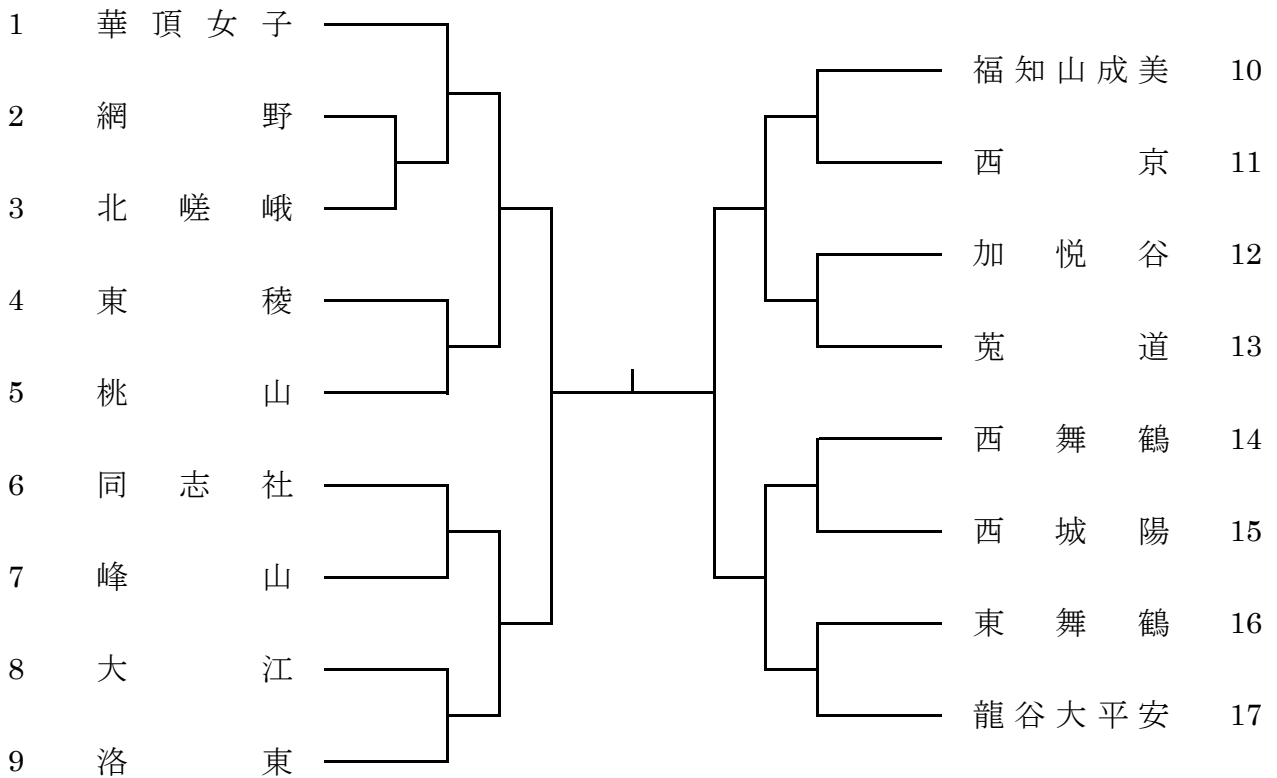 1 華頂女子
2 網野
3 北嵯峨
4 東稜
5 桃山
6 同志社
7 峰山
8 大江
9 洛東
福知山成美 10
西京 11
加悦谷 12
莵道 13
西舞鶴 14
西城陽 15
東舞鶴 16
龍谷大平安 17